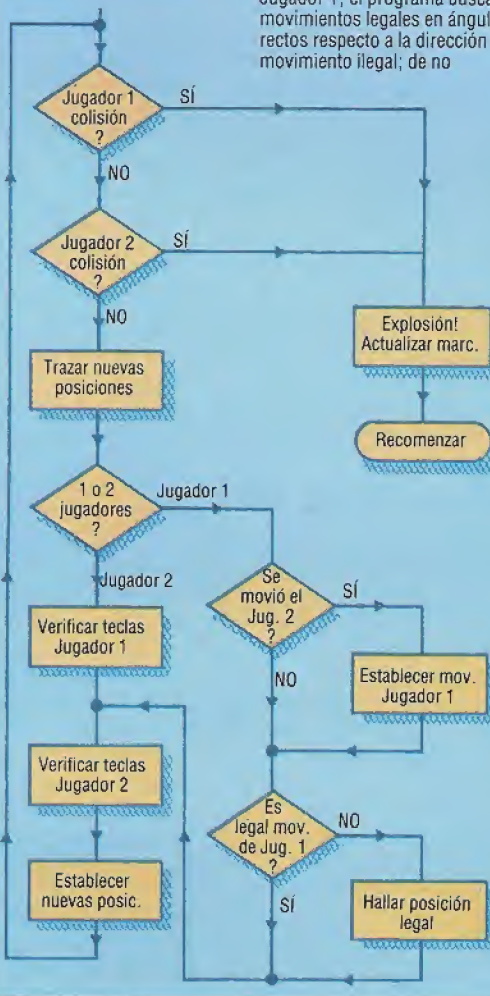 movimientos legales en
rectos respecto a la dirección
movimiento ilegal; de no
Jugador 1
colisión
?
SÍ
NO
Jugador 2
colisión
?
SÍ
NO
Explosión!
Actualizar marc.
Trazar nuevas
posiciones
Recomenzar
1 o 2
jugadores
?
Jugador 1
Jugador 2
Se
movió el
Jug. 2
?
SÍ
NO
Verificar teclas
Jugador 1
Establecer mov.
Jugador 1
Verificar teclas
Jugador 2
Es
legal mov.
de Jug. 1
?
NO
SÍ
Establecer
nuevas posic.
Hallar posición
legal